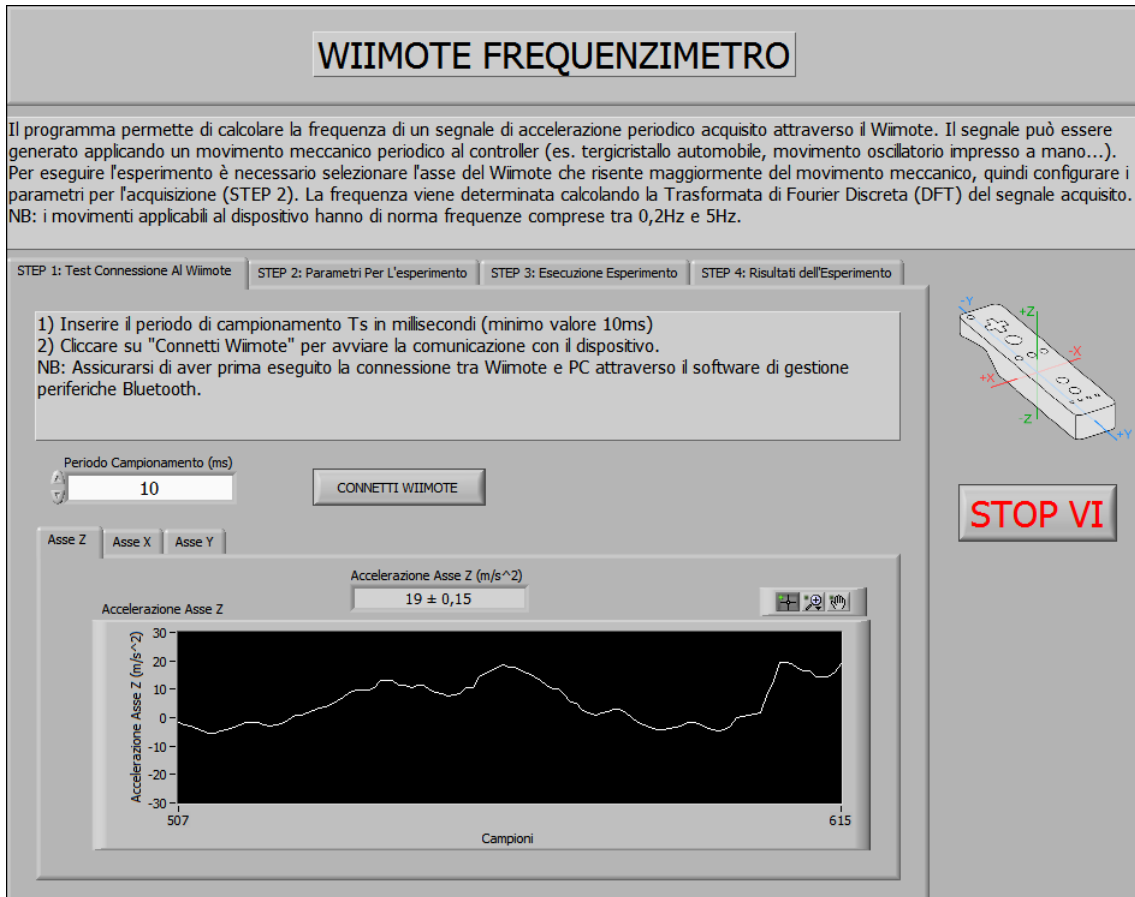 WIIMOTE FREQUENZIMETRO
Il programma permette di calcolare la frequenza di un segnale di accelerazione periodico acquisito attraverso il Wiimote. Il segnale può essere
generato applicando un movimento meccanico periodico al controller (es. tergicristallo automobile, movimento oscillatorio impresso a mano...).
Per eseguire l'esperimento è necessario selezionare l'asse del Wiimote che risente maggiormente del movimento meccanico, quindi configurare i
parametri per l'acquisizione (STEP 2). La frequenza viene determinata calcolando la Trasformata di Fourier Discreta (DFT) del segnale acquisito.
NB: i movimenti applicabili al dispositivo hanno di norma frequenze comprese tra 0,2Hz e 5Hz.
STEP 1: Test Connessione Al Wiimote
STEP 2: Parametri Per L'esperimento
STEP 3: Esecuzione Esperimento
STEP 4: Risultati dell'Esperimento
1) Inserire il periodo di campionamento Ts in millisecondi (minimo valore 10ms)
2) Cliccare su "Connetti Wiimote" per avviare la comunicazione con il dispositivo.
NB: Assicurarsi di aver prima eseguito la connessione tra Wiimote e PC attraverso il software di gestione
periferiche Bluetooth.
-Y
+Z
-X
+X
-Z
+Y
Periodo Campionamento (ms)
10
CONNETTI WIIMOTE
STOP VI
Asse Z
Asse X
Asse Y
Accelerazione Asse Z (m/s^2)
19 ± 0,15
Accelerazione Asse Z
Accelerazione Asse Z (m/s^2)
30
20
10
0
-10
-20
-30
507
615
Campioni